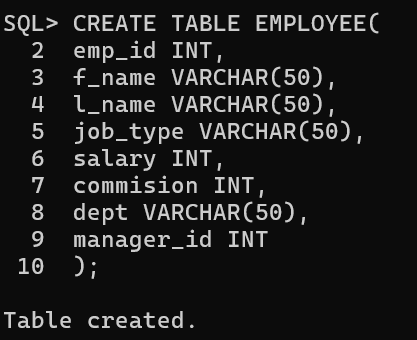 SQL> CREATE TABLE EMPLOYEE(
  2  emp_id INT,
  3  f_name VARCHAR(50),
  4  l_name VARCHAR(50),
  5  job_type VARCHAR(50),
  6  salary INT,
  7  commision INT,
  8  dept VARCHAR(50),
  9  manager_id INT
 10  );

Table created.